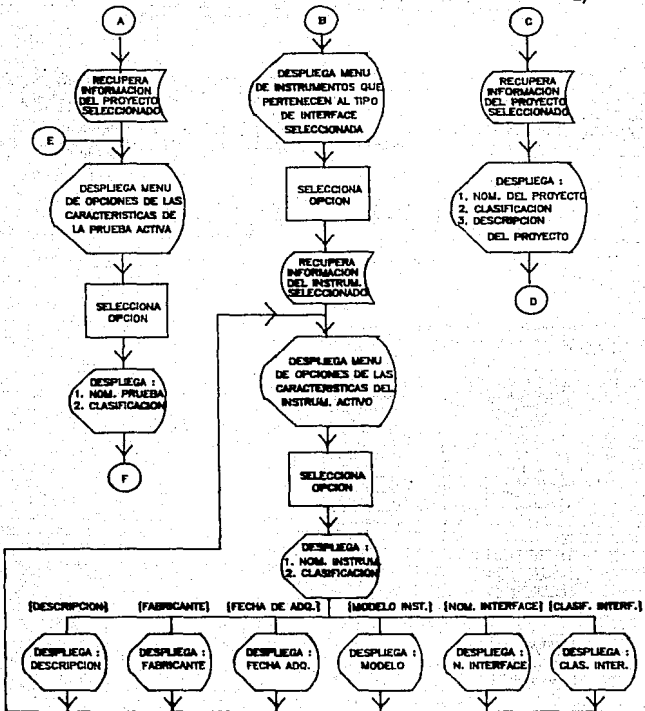 A
RECUPERA
INFORMACION
DEL PROYECTO
SELECCIONADO
E
DESPLIEGA MENU
DE OPCIONES DE LAS
CARACTERISTICAS DE
LA PRUEBA ACTIVA
SELECCIONA
OPCION
DESPLIEGA :
1. NOM. PRUEBA
2. CLASIFICACION
F
B
DESPLIEGA MENU
DE INSTRUMENTOS QUE
PERTENECEN AL TIPO
DE INTERFACE
SELECCIONADA
SELECCIONA
OPCION
RECUPERA
INFORMACION
DEL INSTRUM.
SELECCIONADO
DESPLIEGA MENU
DE OPCIONES DE LAS
CARACTERISTICAS DEL
INSTRUM. ACTIVO
SELECCIONA
OPCION
DESPLIEGA :
1. NOM. INSTRUM.
2. CLASIFICACION
C
RECUPERA
INFORMACION
DEL PROYECTO
SELECCIONADO
DESPLIEGA :
1. NOM. DEL PROYECTO
2. CLASIFICACION
3. DESCRIPCION
DEL PROYECTO
D
[DESCRIPCION] [FABRICANTE] [FECHA DE ADQ.] [MODELO INST.] [NOM. INTERFACE] [CLASIF. INTERF.]
DESPLIEGA :
DESCRIPCION
DESPLIEGA :
FABRICANTE
DESPLIEGA :
FECHA ADQ.
DESPLIEGA :
MODELO
DESPLIEGA :
N. INTERFACE
DESPLIEGA :
CLAS. INTER.